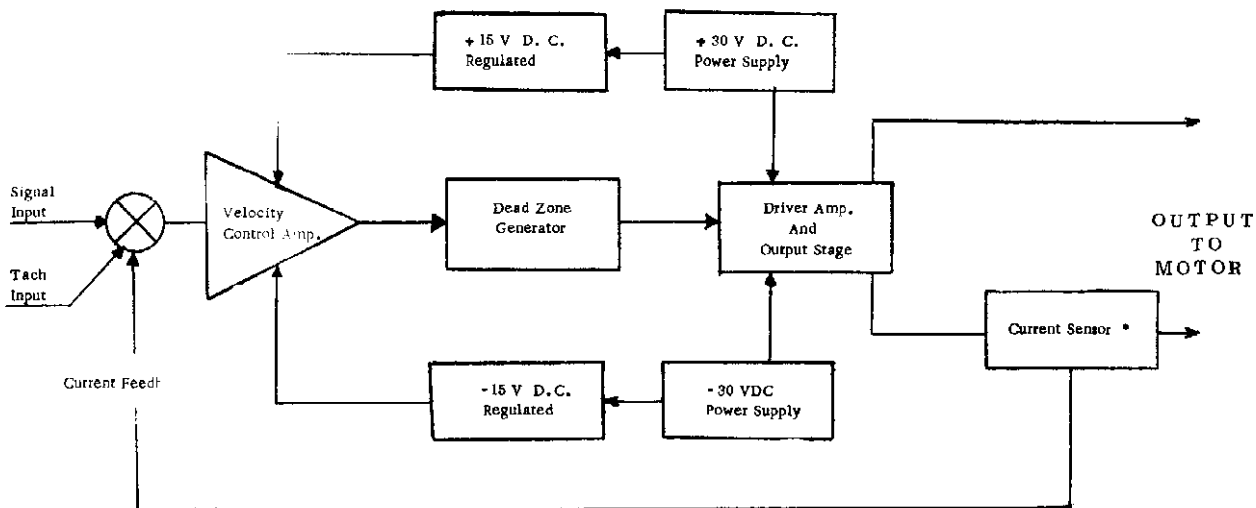 + 15 V D. C.
Regulated
+ 30 V D. C.
Power Supply
Signal
Input
Velocity
Control Amp.
Dead Zone
Generator
Driver Amp.
And
Output Stage
OUTPUT
TO
MOTOR
Tach
Input
Current Sensor *
Current Feedb
- 15 V D. C.
Regulated
- 30 VDC
Power Supply